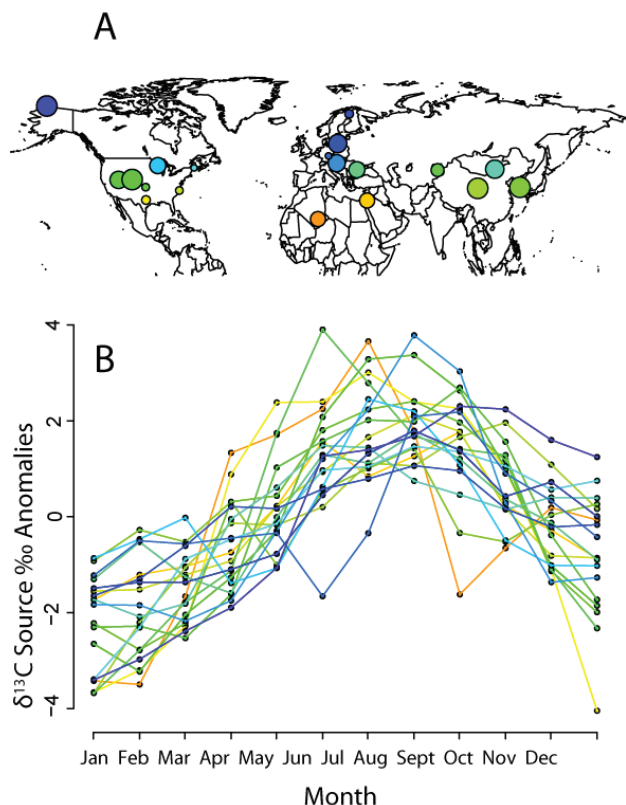 A
B
4
2
0
−2
−4
δ13C Source ‰ Anomalies
Jan Feb Mar Apr May Jun Jul Aug Sept Oct Nov Dec
Month